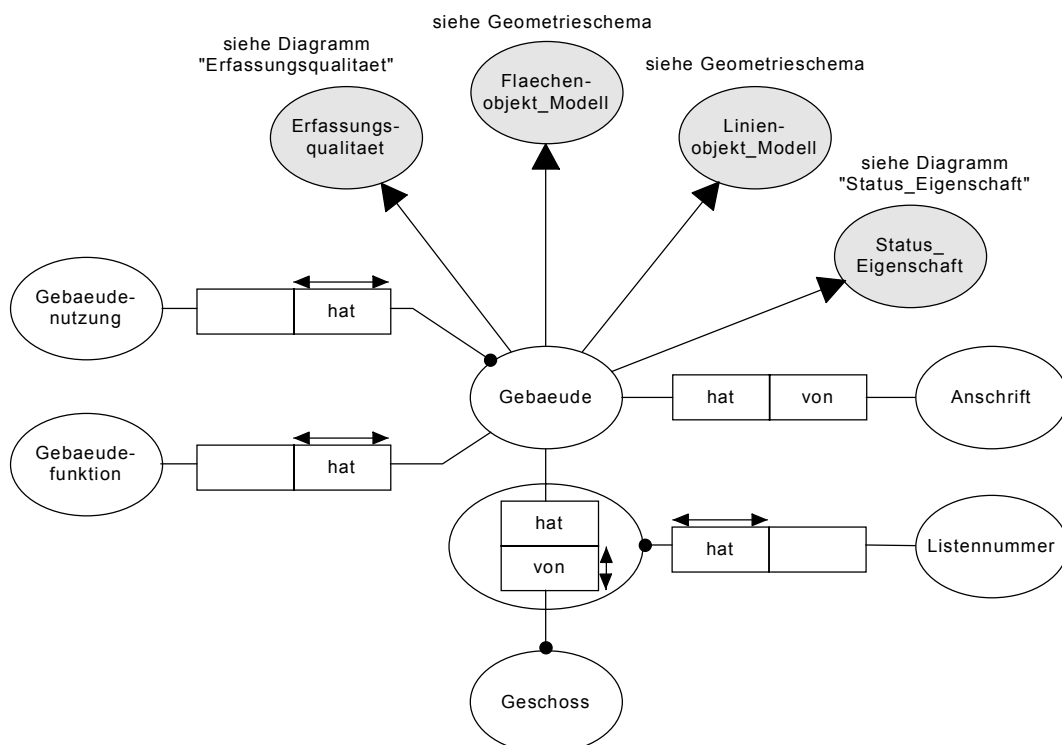 siehe Geometrieschema
siehe Diagramm
"Erfassungsqualitaet"
siehe Geometrieschema
Flaechen-
objekt_Modell
Erfassungs-
qualitaet
Linien-
objekt_Modell
siehe Diagramm
"Status_Eigenschaft"
Status_
Eigenschaft
Gebaeude-
nutzung
hat
Gebaeude
hat
von
Anschrift
Gebaeude-
funktion
hat
hat
von
hat
Listennummer
Geschoss